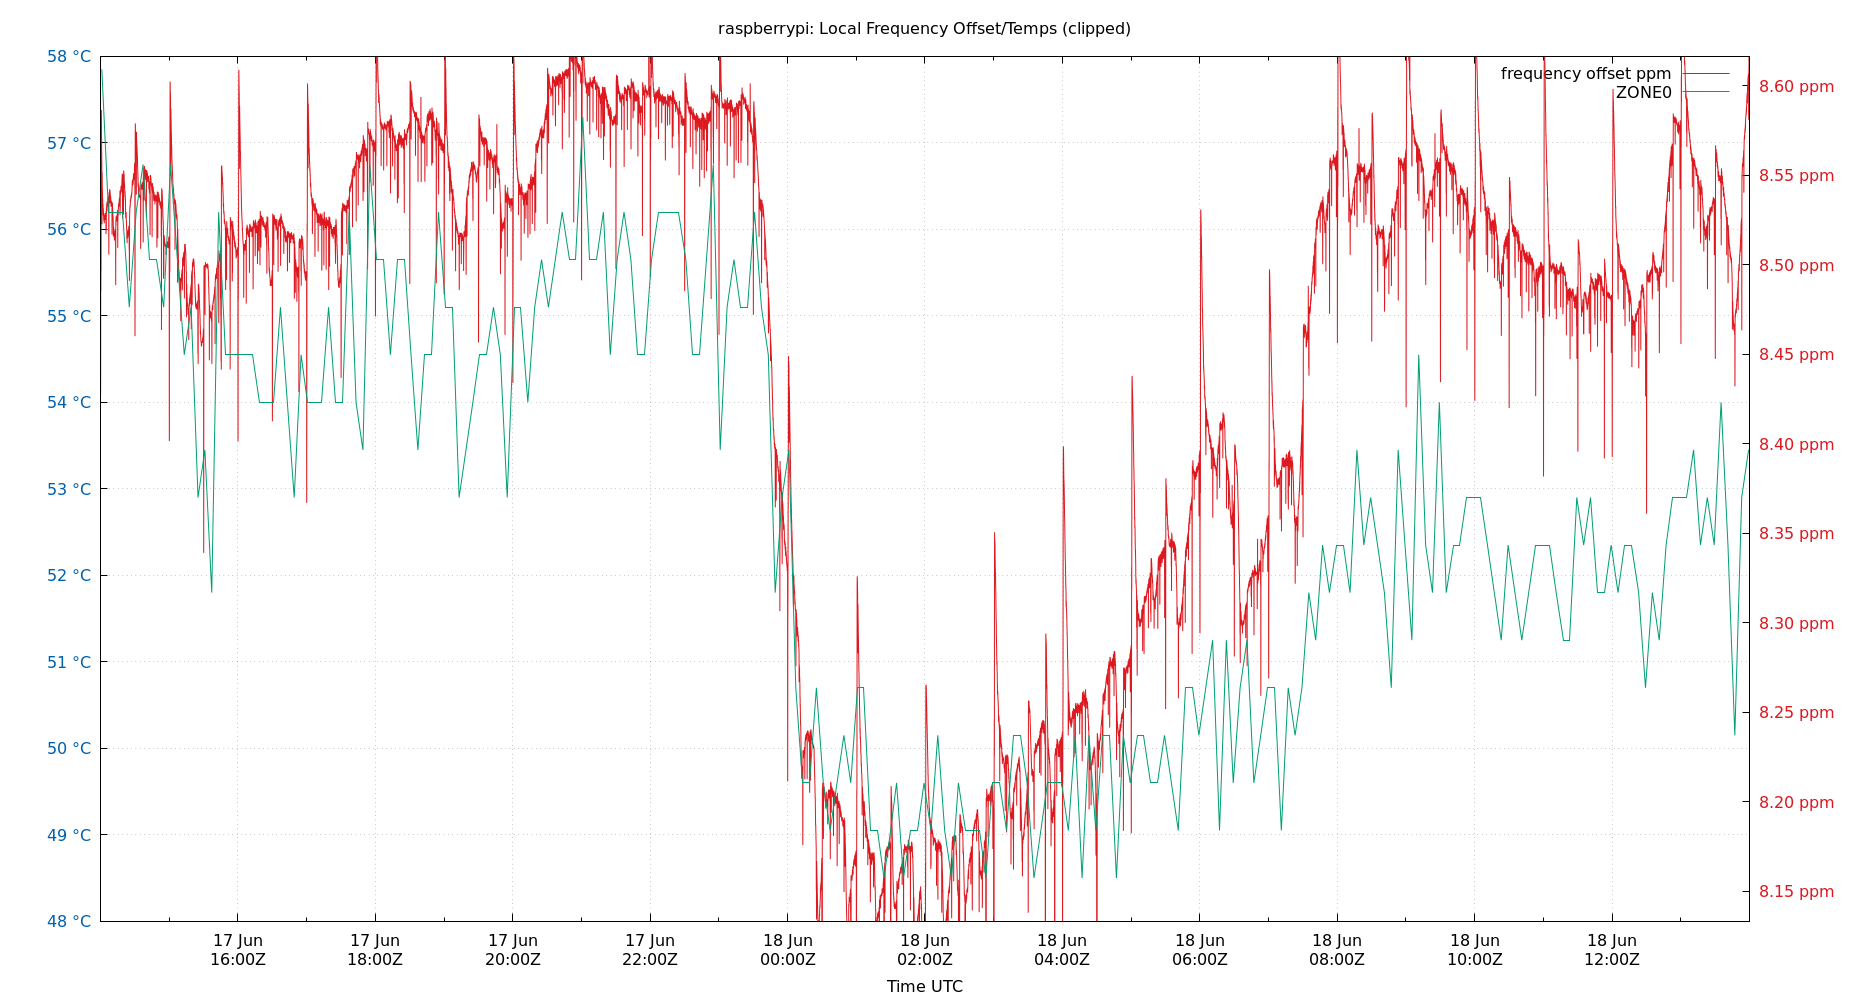 raspberrypi: Local Frequency Offset/Temps (clipped)
58 °C
57 °C
56 °C
55 °C
54 °C
53 °C
52 °C
51 °C
50 °C
49 °C
48 °C
frequency offset ppm
ZONE0
8.60 ppm
8.55 ppm
8.50 ppm
8.45 ppm
8.40 ppm
8.35 ppm
8.30 ppm
8.25 ppm
8.20 ppm
8.15 ppm
17 Jun 17 Jun 17 Jun 17 Jun 18 Jun 18 Jun 18 Jun 18 Jun 18 Jun 18 Jun 18 Jun
16:00Z 18:00Z 20:00Z 22:00Z 00:00Z 02:00Z 04:00Z 06:00Z 08:00Z 10:00Z 12:00Z
Time UTC